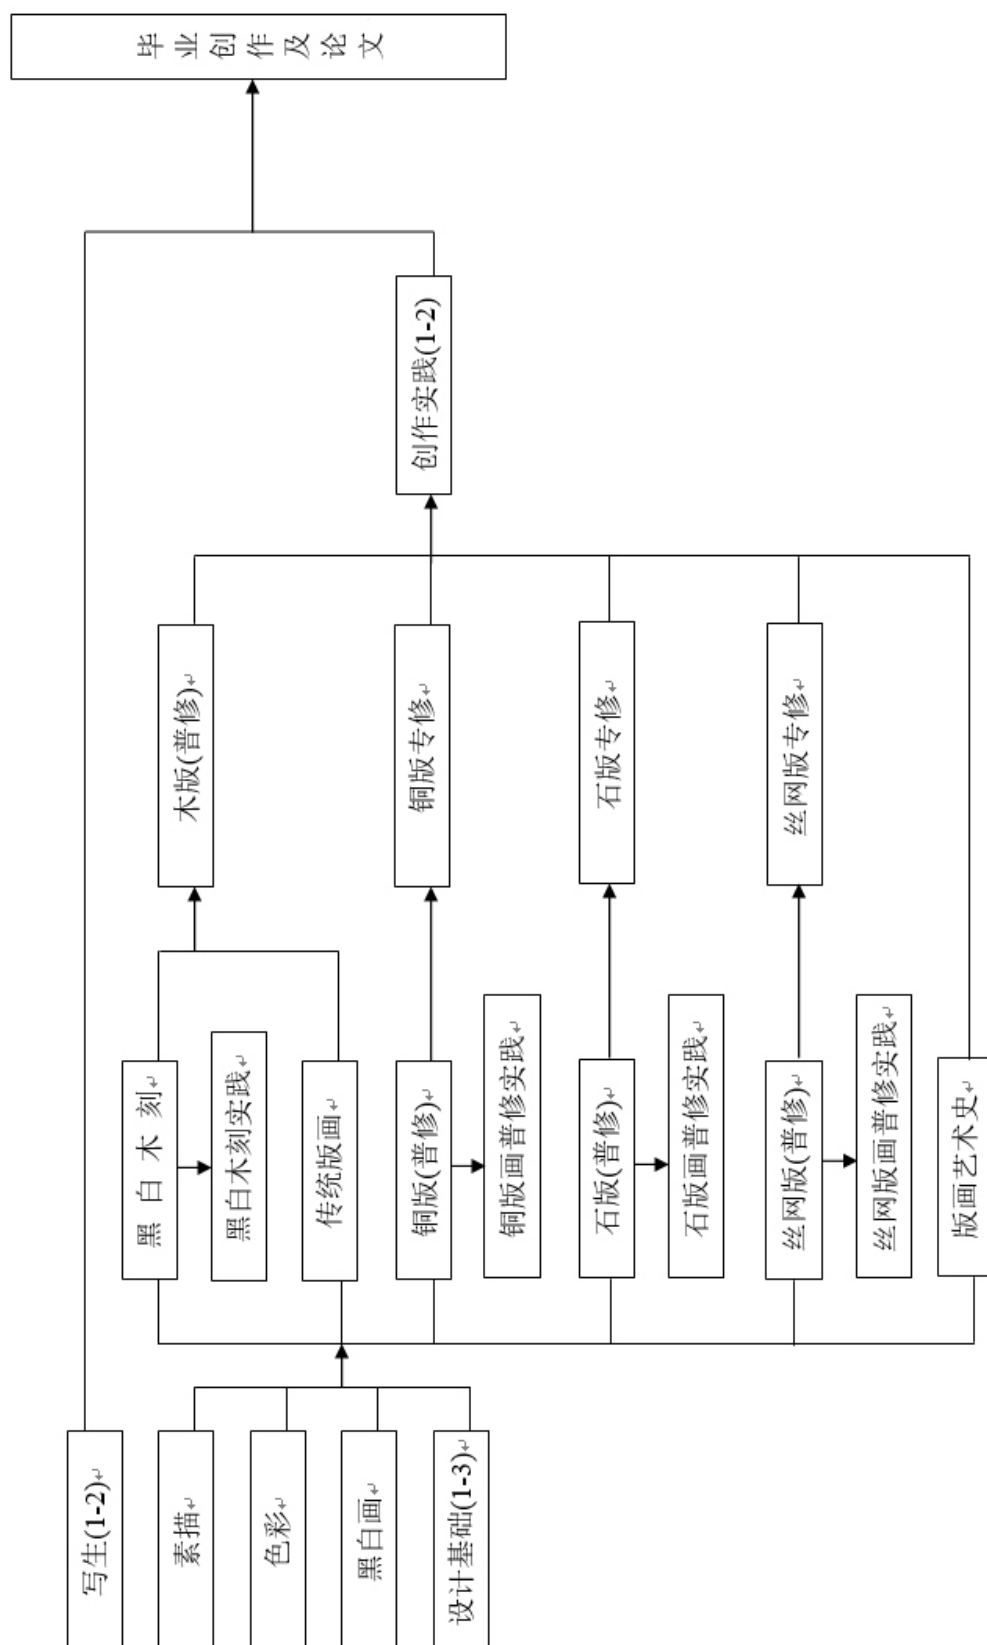 写生(1-2)
素描
色彩
黑白画
设计基础(1-3)
黑白木刻
黑白木刻实践
传统版画
铜版(普修)
铜版画普修实践
石版(普修)
石版画普修实践
丝网版(普修)
丝网版画普修实践
版画艺术史
木版(普修)
铜版专修
石版专修
丝网版专修
创作实践(1-2)
毕业创作及论文